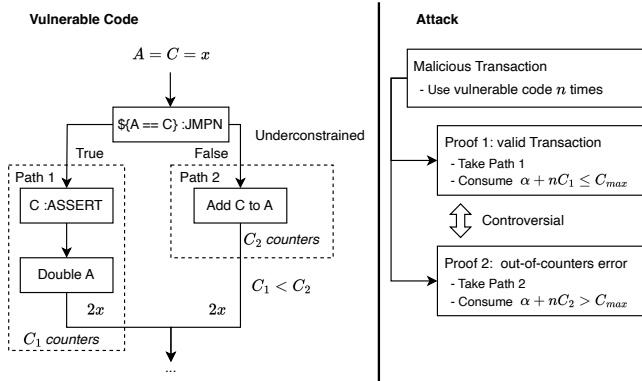 Vulnerable Code
A = C = x
${A == C} :JMPN
Underconstrained
True
False
Path 1
Path 2
C :ASSERT
Add C to A
C₂ counters
Double A
C₁ < C₂
2x
2x
C₁ counters
...
Attack
Malicious Transaction
- Use vulnerable code n times
Proof 1: valid Transaction
- Take Path 1
- Consume α + nC₁ ≤ Cₘₐₓ
Controversial
Proof 2: out-of-counters error
- Take Path 2
- Consume α + nC₂ > Cₘₐₓ